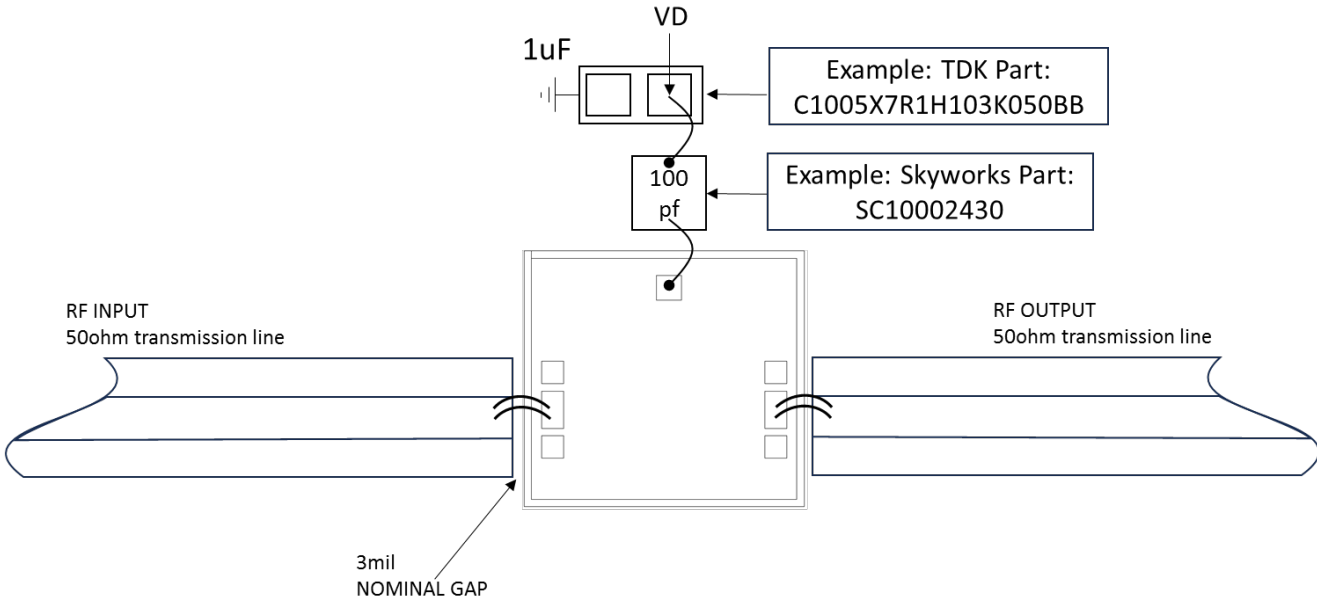 VD
1uF
Example: TDK Part:
C1005X7R1H103K050BB
100
pf
Example: Skyworks Part:
SC10002430
RF INPUT
50ohm transmission line
RF OUTPUT
50ohm transmission line
3mil
NOMINAL GAP